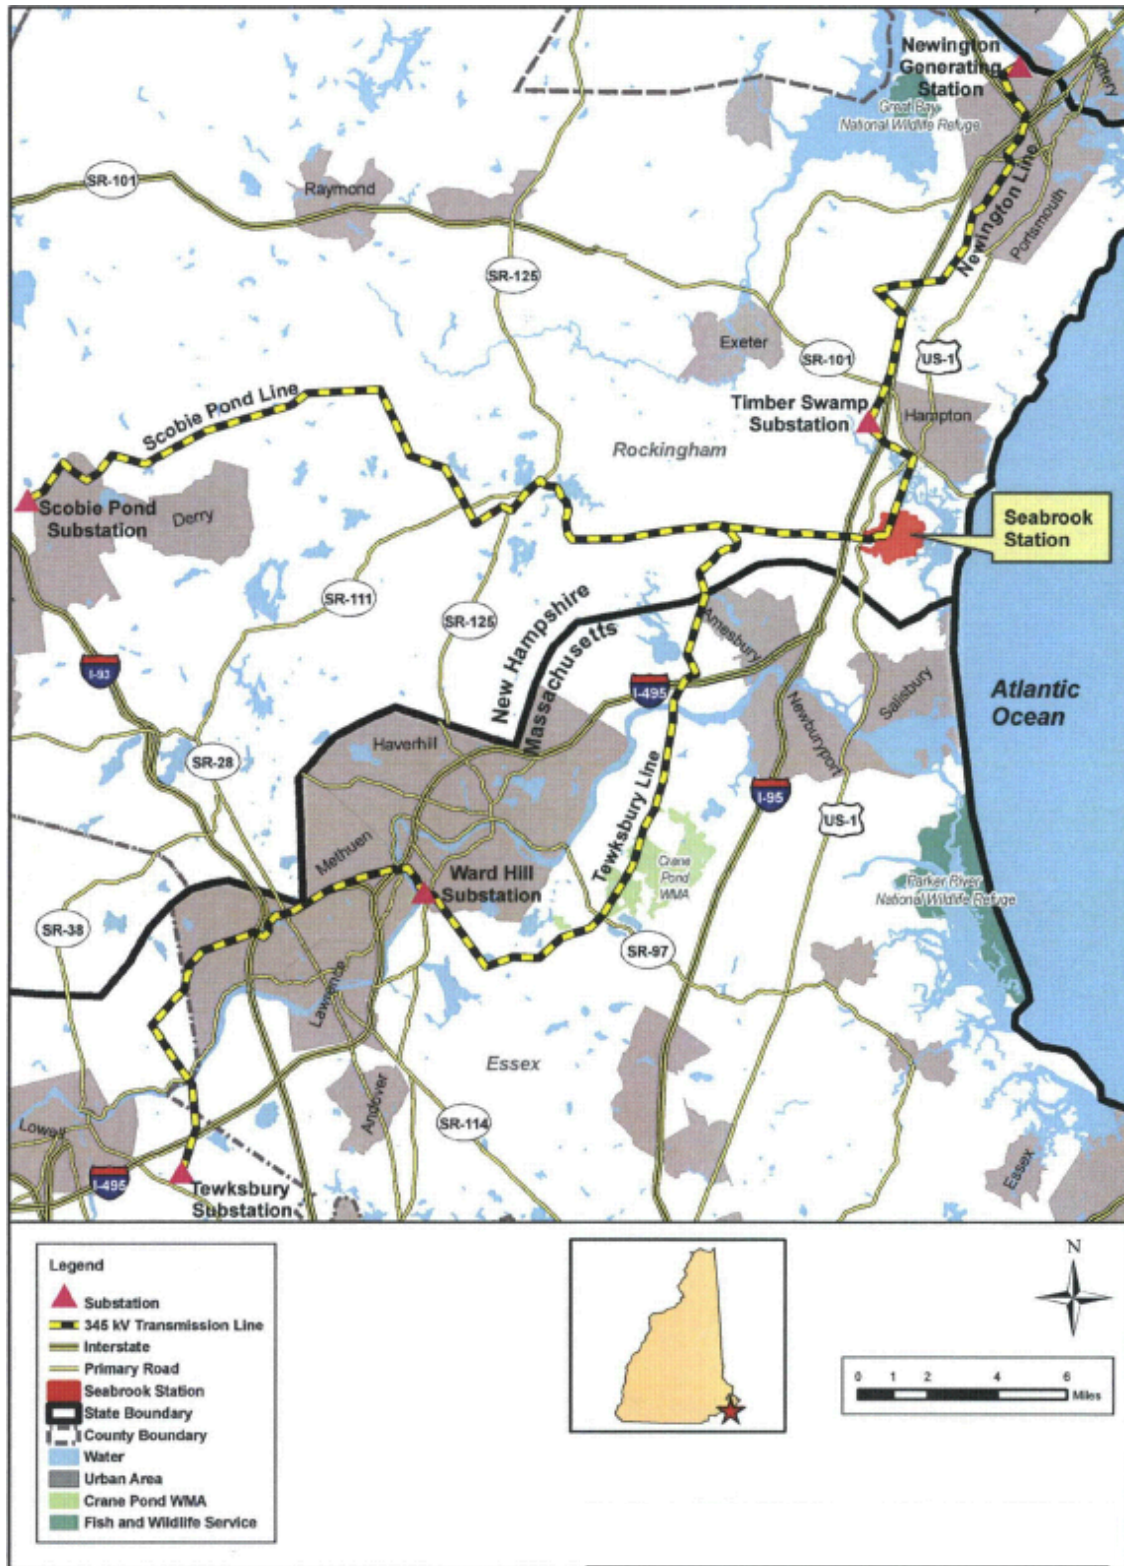 Newington
Generating
Station
Kittery
Great Bay
National Wildlife Refuge
SR-101
Raymond
Newington Line
Portsmouth
SR-125
Exeter
SR-101
US-1
Scobie Pond Line
Timber Swamp
Substation
Hampton
Rockingham
Scobie Pond
Substation
Derry
Seabrook
Station
SR-111
SR-125
New Hampshire
Massachusetts
Amesbury
I-93
I-495
Salisbury
Atlantic
Ocean
Newburyport
Haverhill
SR-28
Tewksbury Line
I-95
US-1
Methuen
Ward Hill
Substation
Crane
Pond
WMA
Parker River
National Wildlife Refuge
SR-38
SR-97
Lawrence
Essex
Andover
SR-114
Lowell
I-495
Tewksbury
Substation
Essex
Legend
Substation
345 kV Transmission Line
Interstate
Primary Road
Seabrook Station
State Boundary
County Boundary
Water
Urban Area
Crane Pond WMA
Fish and Wildlife Service
N
0 1 2 4 6
Miles